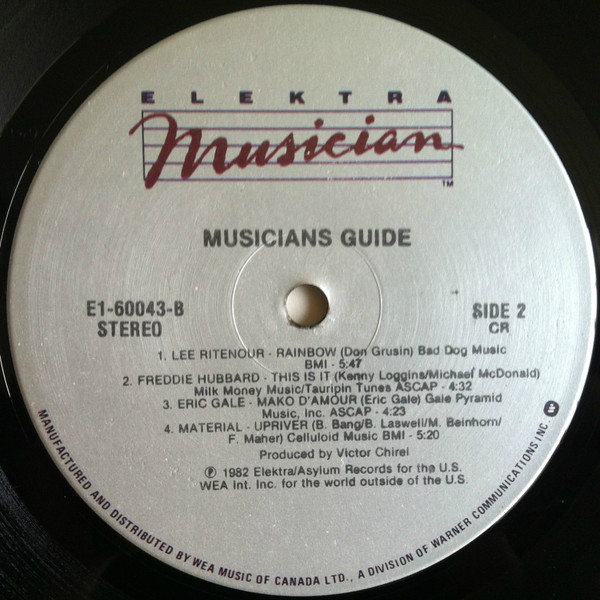 ELEKTRA
Musician
TM
MUSICIANS GUIDE
E1-60043-B
STEREO
SIDE 2
CR
1. LEE RITENOUR - RAINBOW (Don Grusin) Bad Dog Music
BMI - 5:47
2. FREDDIE HUBBARD - THIS IS IT (Kenny Loggins/Michael McDonald)
Milk Money Music/Tauripin Tunes ASCAP - 4:32
3. ERIC GALE - MAKO D'AMOUR (Eric Gale) Gale Pyramid
Music, Inc. ASCAP - 4:23
4. MATERIAL - UPRIVER (B. Bang/B. Laswell/M. Beinhorn/
F. Maher) Celluloid Music BMI - 5:20
Produced by Victor Chirel
Ⓟ 1982 Elektra/Asylum Records for the U.S.
WEA Int. Inc. for the world outside of the U.S.
MANUFACTURED AND DISTRIBUTED BY WEA MUSIC OF CANADA LTD., A DIVISION OF WARNER COMMUNICATIONS INC.